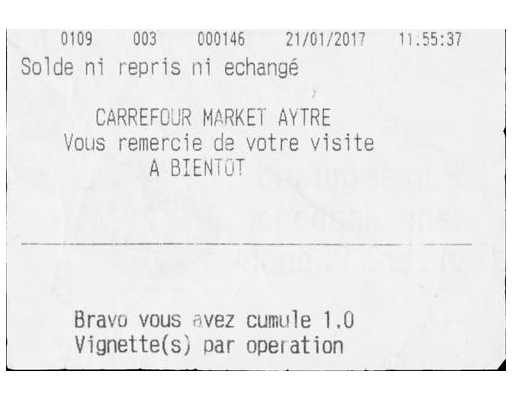 0109 003 000146 21/01/2017 11:55:37
Solde ni repris ni echangé
CARREFOUR MARKET AYTRE
Vous remercie de votre visite
A BIENTOT
Bravo vous avez cumule 1.0
Vignette(s) par operation